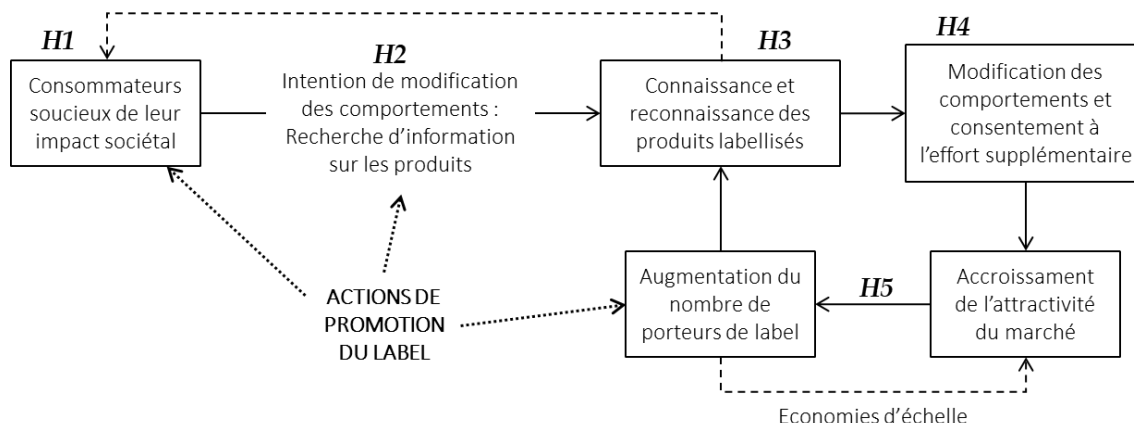 H1
Consommateurs
soucieux de leur
impact sociétal
H2
Intention de modification
des comportements :
Recherche d'information
sur les produits
H3
Connaissance et
reconnaissance des
produits labellisés
H4
Modification des
comportements et
consentement à
l'effort supplémentaire
ACTIONS DE
PROMOTION
DU LABEL
Augmentation du
nombre de
porteurs de label
H5
Accroissament
de l'attractivité
du marché
Economies d'échelle